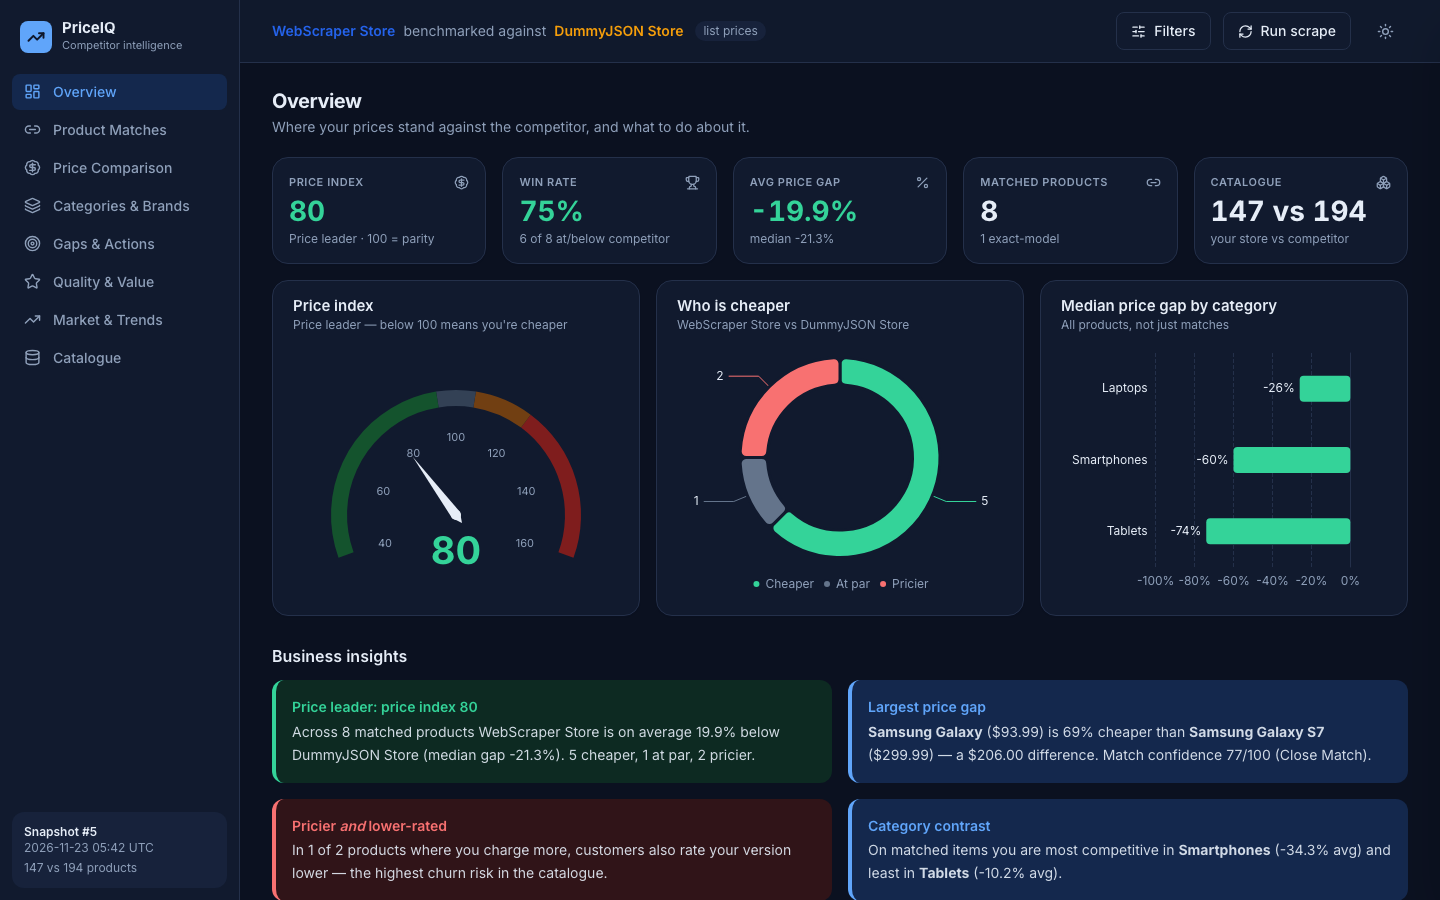 PriceIQ
Competitor intelligence
Overview
Product Matches
Price Comparison
Categories & Brands
Gaps & Actions
Quality & Value
Market & Trends
Catalogue
Snapshot #5
2026-11-23 05:42 UTC
147 vs 194 products
WebScraper Store benchmarked against DummyJSON Store list prices
Filters
Run scrape
Overview
Where your prices stand against the competitor, and what to do about it.
PRICE INDEX
80
Price leader · 100 = parity
WIN RATE
75%
6 of 8 at/below competitor
AVG PRICE GAP
-19.9%
median -21.3%
MATCHED PRODUCTS
8
1 exact-model
CATALOGUE
147 vs 194
your store vs competitor
Price index
Price leader — below 100 means you're cheaper
40
60
80
100
120
140
160
80
Who is cheaper
WebScraper Store vs DummyJSON Store
2
1
5
Cheaper At par Pricier
Median price gap by category
All products, not just matches
Laptops -26%
Smartphones -60%
Tablets -74%
-100% -80% -60% -40% -20% 0%
Business insights
Price leader: price index 80
Across 8 matched products WebScraper Store is on average 19.9% below
DummyJSON Store (median gap -21.3%). 5 cheaper, 1 at par, 2 pricier.
Largest price gap
Samsung Galaxy ($93.99) is 69% cheaper than Samsung Galaxy S7
($299.99) — a $206.00 difference. Match confidence 77/100 (Close Match).
Pricier and lower-rated
In 1 of 2 products where you charge more, customers also rate your version
lower — the highest churn risk in the catalogue.
Category contrast
On matched items you are most competitive in Smartphones (-34.3% avg) and
least in Tablets (-10.2% avg).